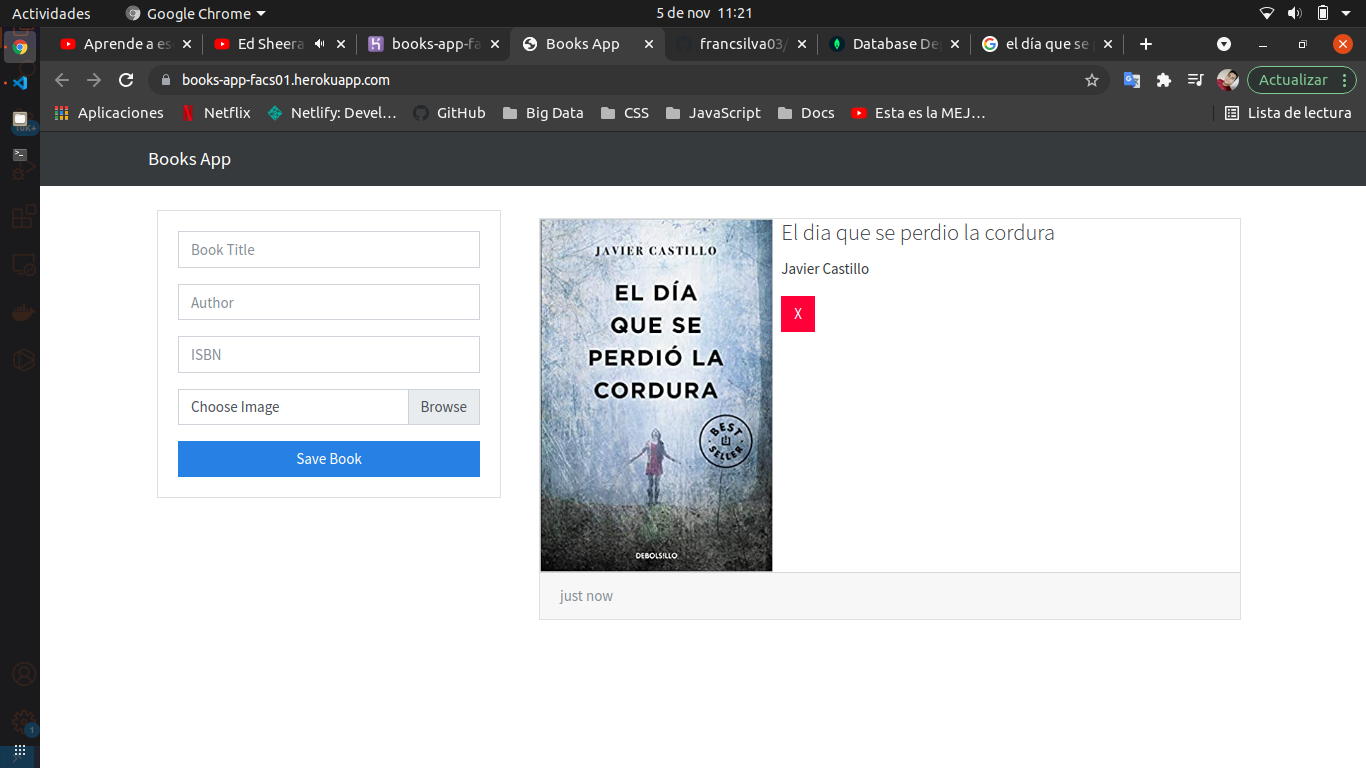 Actividades
Google Chrome
5 de nov 11:21
Aprende a es
Ed Sheera
books-app-fa
Books App
francsilva03/
Database De
el día que se p
books-app-facs01.herokuapp.com
Actualizar
Aplicaciones
Netflix
Netlify: Devel...
GitHub
Big Data
CSS
JavaScript
Docs
Esta es la MEJ...
Lista de lectura
Books App
Book Title
Author
ISBN
Choose Image
Browse
Save Book
JAVIER CASTILLO
EL DÍA
QUE SE
PERDIÓ LA
CORDURA
BEST
SELLER
DEBOLS!LLO
El dia que se perdio la cordura
Javier Castillo
X
just now
10K+
1